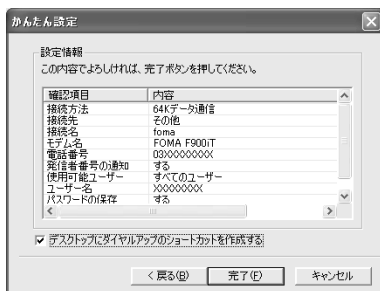 かんたん設定
設定情報
この内容でよろしければ、完了ボタンを押してください。
確認項目 内容
接続方法 64Kデータ通信
接続先 その他
接続名 foma
モデム名 FOMA F900iT
電話番号 03XXXXXXXX
発信者番号の通知 する
使用可能ユーザー すべてのユーザー
ユーザー名 XXXXXXXX
パスワードの保存 する
デスクトップにダイヤルアップのショートカットを作成する
< 戻る(B) 完了(F) キャンセル